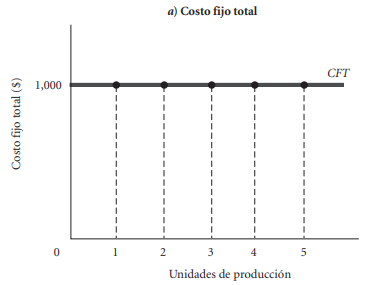 a) Costo fijo total
CFT
1,000
Costo fijo total ($)
0 1 2 3 4 5
Unidades de producción